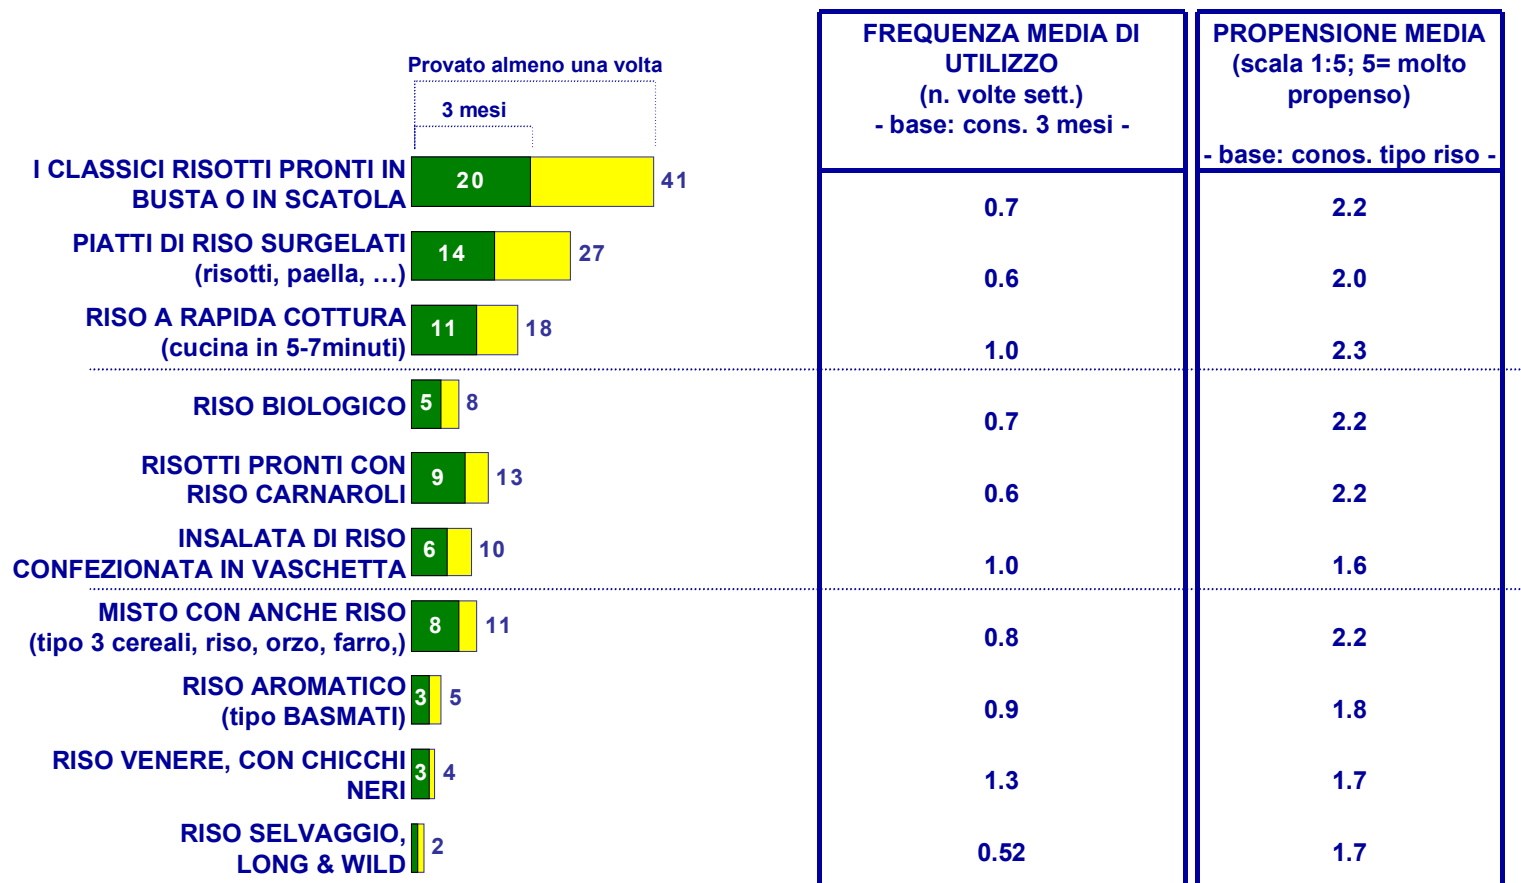 Provato almeno una volta
3 mesi
FREQUENZA MEDIA DI
UTILIZZO
(n. volte sett.)
- base: cons. 3 mesi -
PROPENSIONE MEDIA
(scala 1:5; 5= molto
propenso)
- base: conos. tipo riso -
I CLASSICI RISOTTI PRONTI IN
BUSTA O IN SCATOLA
20 41 0.7 2.2
PIATTI DI RISO SURGELATI
(risotti, paella, …)
14 27 0.6 2.0
RISO A RAPIDA COTTURA
(cucina in 5-7minuti)
11 18 1.0 2.3
RISO BIOLOGICO 5 8 0.7 2.2
RISOTTI PRONTI CON
RISO CARNAROLI
9 13 0.6 2.2
INSALATA DI RISO
CONFEZIONATA IN VASCHETTA
6 10 1.0 1.6
MISTO CON ANCHE RISO
(tipo 3 cereali, riso, orzo, farro,)
8 11 0.8 2.2
RISO AROMATICO
(tipo BASMATI)
3 5 0.9 1.8
RISO VENERE, CON CHICCHI
NERI
3 4 1.3 1.7
RISO SELVAGGIO,
LONG & WILD
2 0.52 1.7